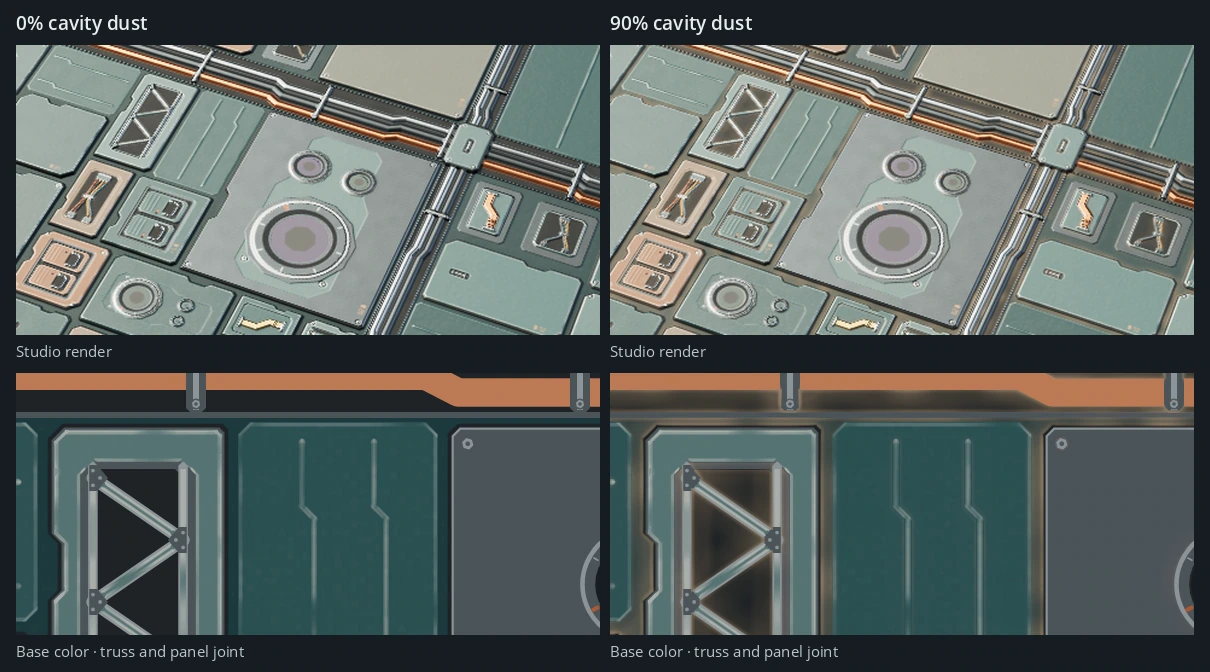 0% cavity dust
90% cavity dust
Studio render
Studio render
Base color · truss and panel joint
Base color · truss and panel joint